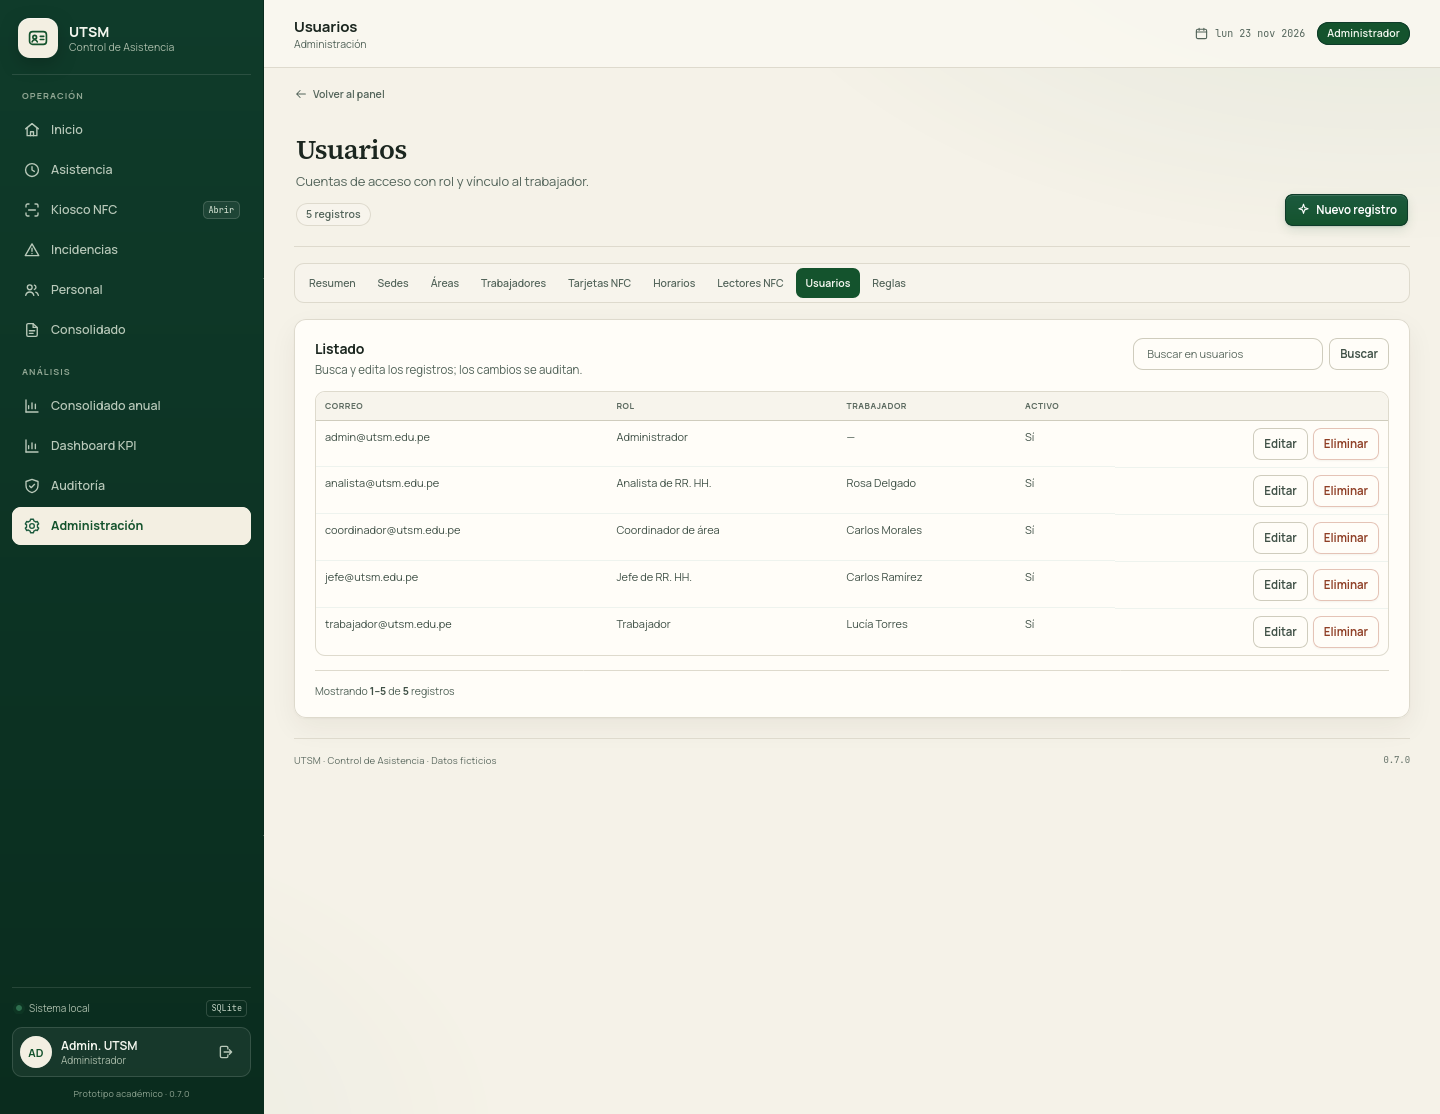 UTSM
Control de Asistencia
OPERACIÓN
Inicio
Asistencia
Kiosco NFC Abrir
Incidencias
Personal
Consolidado
ANÁLISIS
Consolidado anual
Dashboard KPI
Auditoría
Administración
Sistema local SQLite
AD Admin. UTSM
Administrador
Prototipo académico · 0.7.0
Usuarios
Administración
lun 23 nov 2026 Administrador
Volver al panel
Usuarios
Cuentas de acceso con rol y vínculo al trabajador.
5 registros
Nuevo registro
Resumen Sedes Áreas Trabajadores Tarjetas NFC Horarios Lectores NFC Usuarios Reglas
Listado
Busca y edita los registros; los cambios se auditan.
Buscar en usuarios Buscar
CORREO ROL TRABAJADOR ACTIVO
admin@utsm.edu.pe Administrador — Sí Editar Eliminar
analista@utsm.edu.pe Analista de RR. HH. Rosa Delgado Sí Editar Eliminar
coordinador@utsm.edu.pe Coordinador de área Carlos Morales Sí Editar Eliminar
jefe@utsm.edu.pe Jefe de RR. HH. Carlos Ramírez Sí Editar Eliminar
trabajador@utsm.edu.pe Trabajador Lucía Torres Sí Editar Eliminar
Mostrando 1–5 de 5 registros
UTSM · Control de Asistencia · Datos ficticios 0.7.0